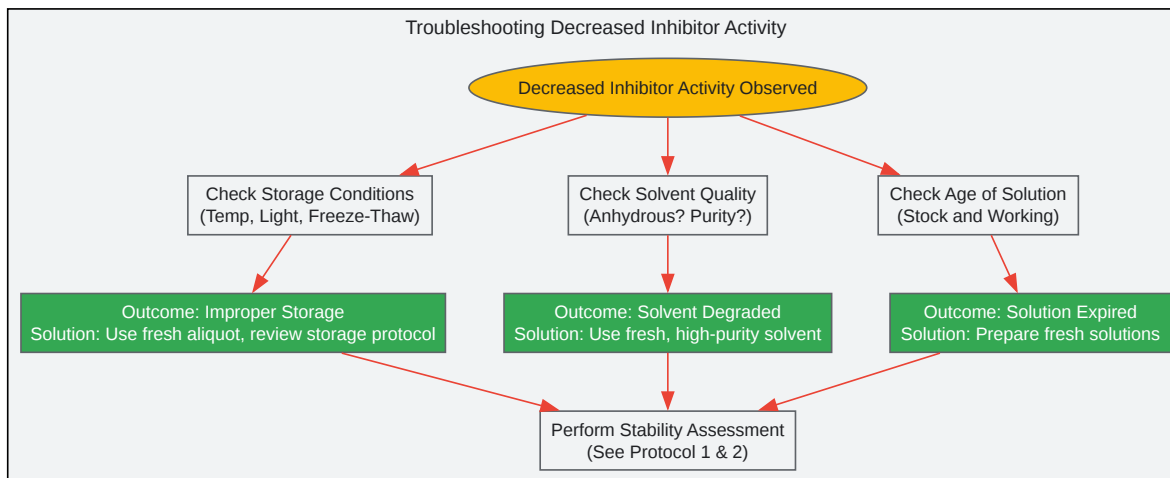 Troubleshooting Decreased Inhibitor Activity
Decreased Inhibitor Activity Observed
Check Storage Conditions
(Temp, Light, Freeze-Thaw)
Check Solvent Quality
(Anhydrous? Purity?)
Check Age of Solution
(Stock and Working)
Outcome: Improper Storage
Solution: Use fresh aliquot, review storage protocol
Outcome: Solvent Degraded
Solution: Use fresh, high-purity solvent
Outcome: Solution Expired
Solution: Prepare fresh solutions
Perform Stability Assessment
(See Protocol 1 & 2)